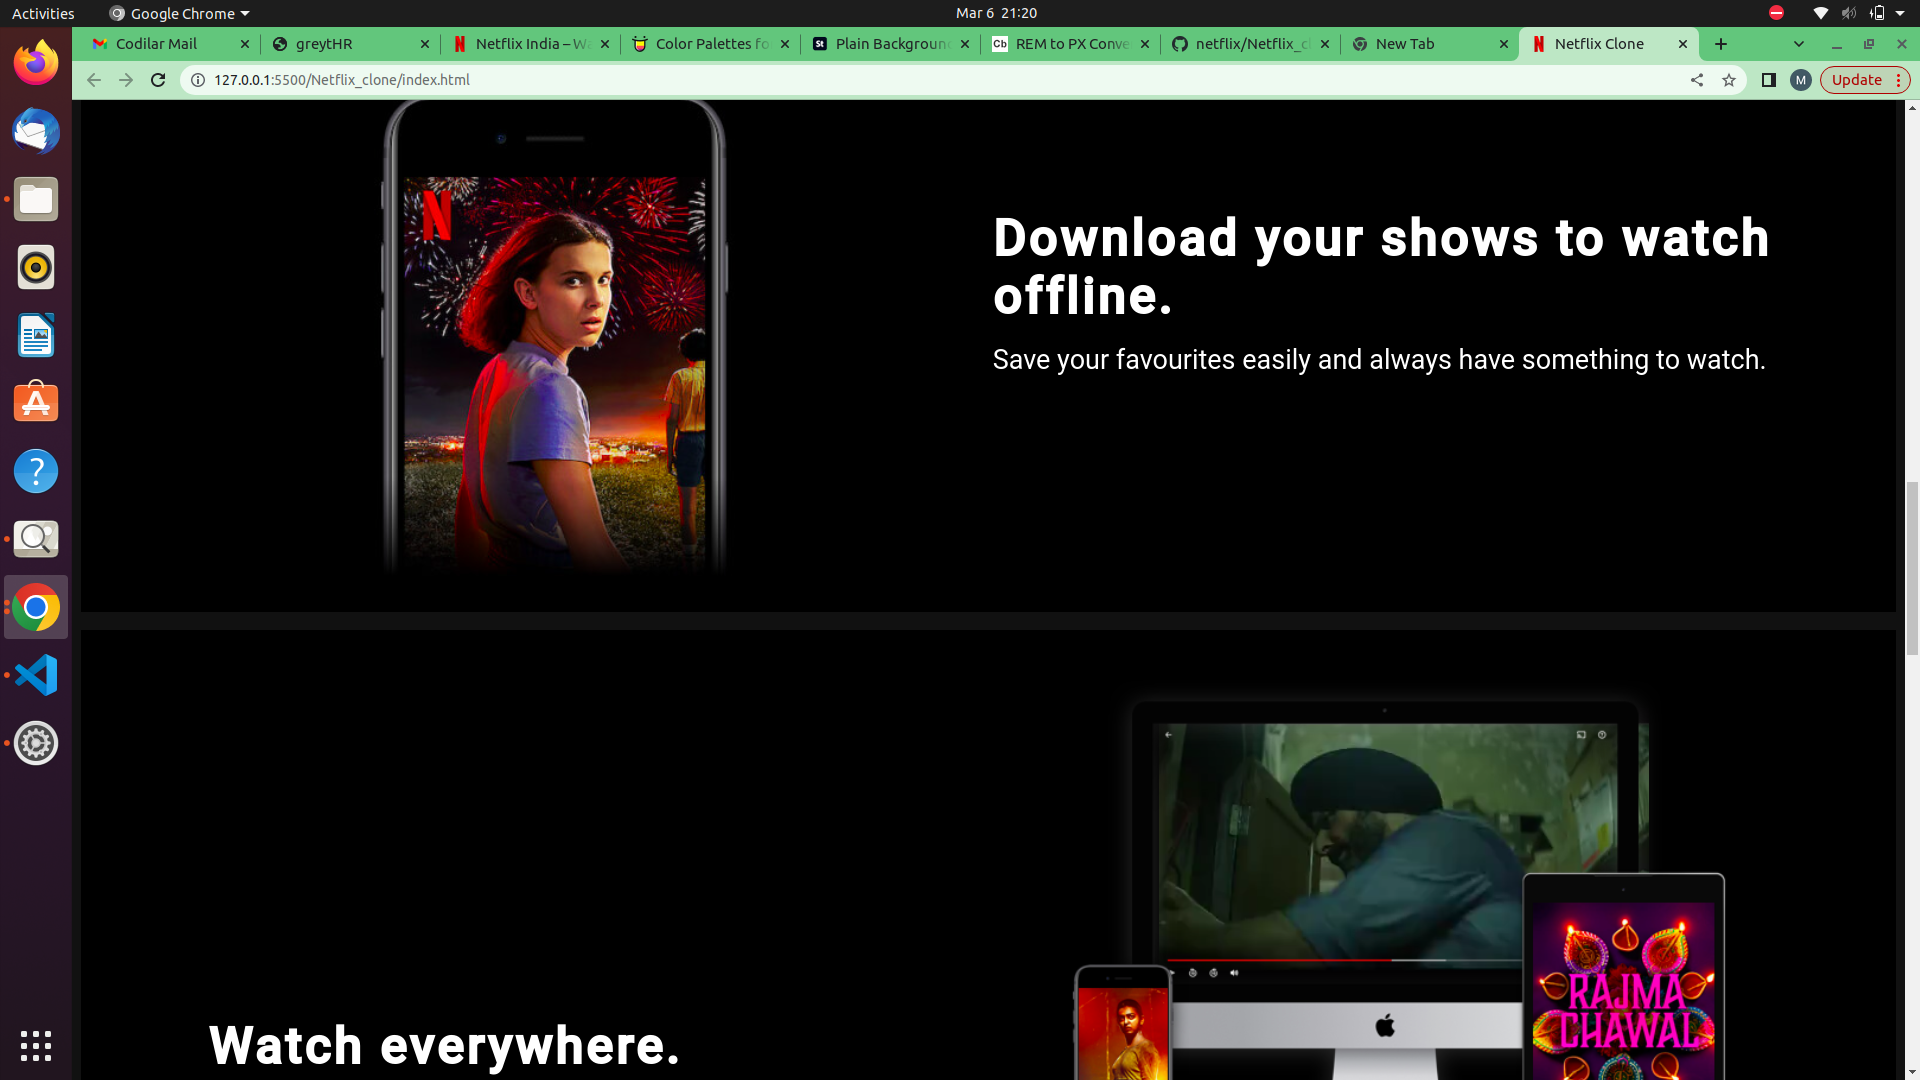 Activities
Google Chrome
Mar 6 21:20
Codilar Mail
greytHR
Netflix India – Wa
Color Palettes fo
St
Plain Backgroun
Cb
REM to PX Conve
netflix/Netflix_cl
New Tab
Netflix Clone
127.0.0.1:5500/Netflix_clone/index.html
M
Update
N
Download your shows to watch
offline.
Save your favourites easily and always have something to watch.
RAJMA
CHAWAL
Watch everywhere.